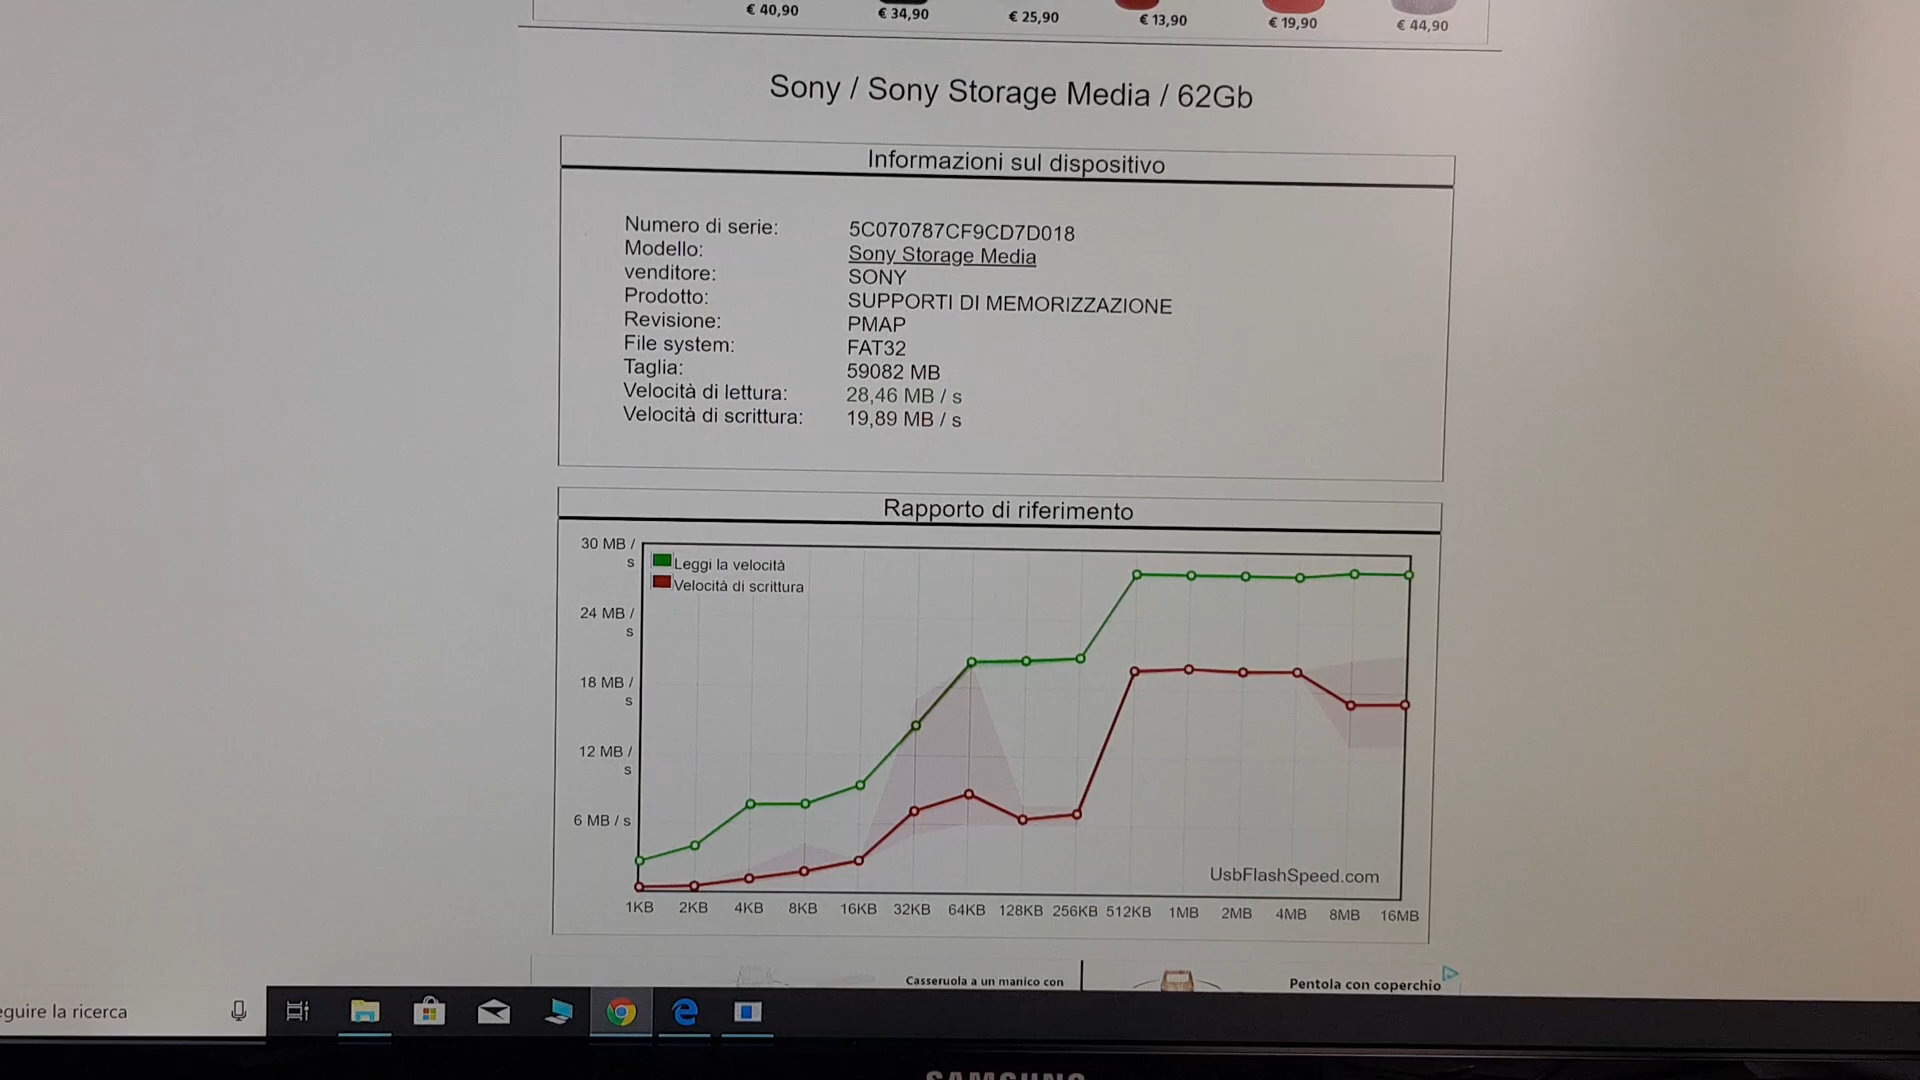 € 40,90 € 34,90 € 25,90 € 13,90 € 19,90 € 44,90
Sony / Sony Storage Media / 62Gb
Informazioni sul dispositivo
Numero di serie: 5C070787CF9CD7D018
Modello: Sony Storage Media
venditore: SONY
Prodotto: SUPPORTI DI MEMORIZZAZIONE
Revisione: PMAP
File system: FAT32
Taglia: 59082 MB
Velocità di lettura: 28,46 MB / s
Velocità di scrittura: 19,89 MB / s
Rapporto di riferimento
30 MB /
s
Leggi la velocità
Velocità di scrittura
24 MB /
s
18 MB /
s
12 MB /
s
6 MB / s
UsbFlashSpeed.com
1KB 2KB 4KB 8KB 16KB 32KB 64KB 128KB 256KB 512KB 1MB 2MB 4MB 8MB 16MB
Casseruola a un manico con
Pentola con coperchio
eguire la ricerca
SAMSUNG